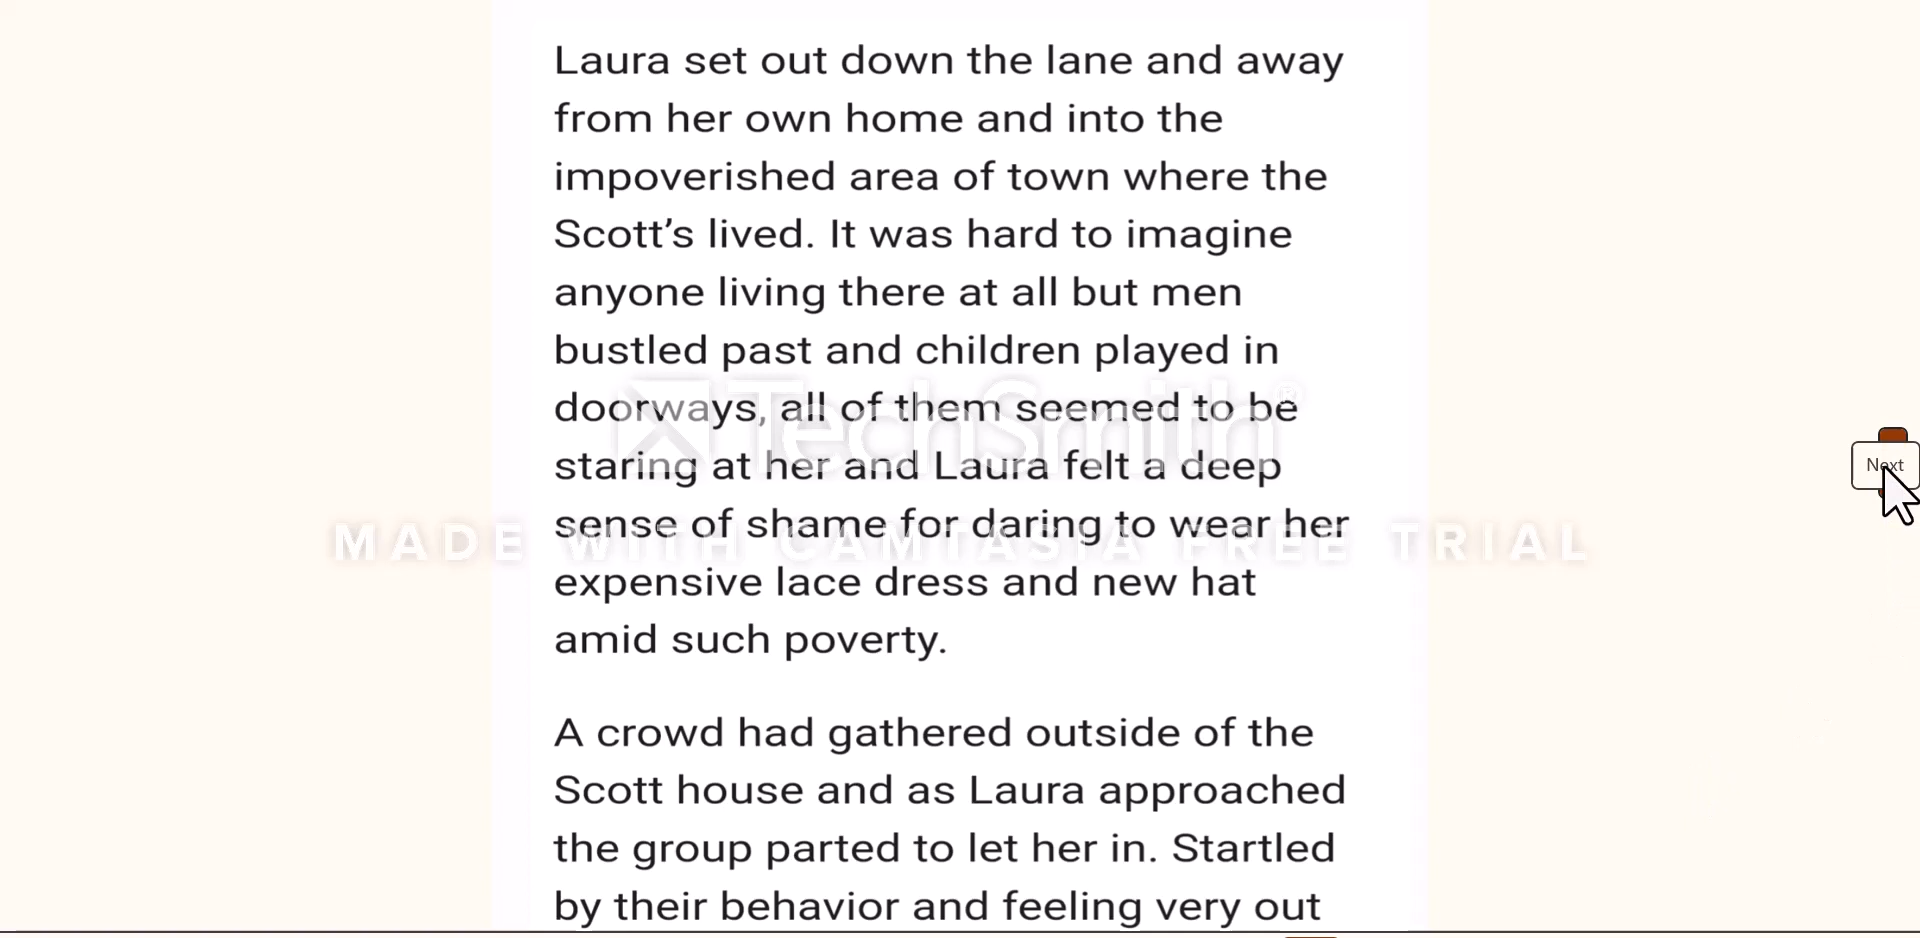 Laura set out down the lane and away
from her own home and into the
impoverished area of town where the
Scott’s lived. It was hard to imagine
anyone living there at all but men
bustled past and children played in
doorways, all of them seemed to be
TechSmith®
staring at her and Laura felt a deep
Next
sense of shame for daring to wear her
MADE WITH CAMTASIA FREE TRIAL
expensive lace dress and new hat
amid such poverty.
A crowd had gathered outside of the
Scott house and as Laura approached
the group parted to let her in. Startled
by their behavior and feeling very out